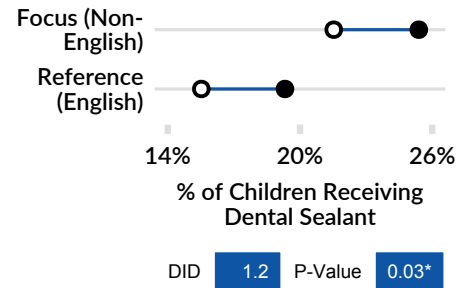 Focus (Non-
English)
Reference
(English)
14% 20% 26%
% of Children Receiving
Dental Sealant
DID 1.2 P-Value 0.03*